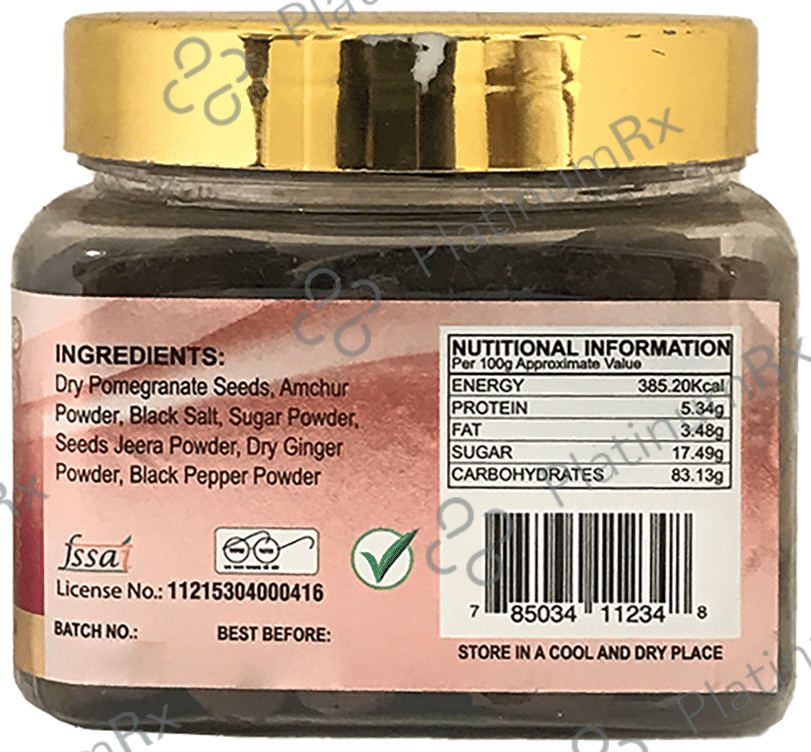 INGREDIENTS:
Dry Pomegranate Seeds, Amchur
Powder, Black Salt, Sugar Powder,
Seeds Jeera Powder, Dry Ginger
Powder, Black Pepper Powder
fssai
License No.: 11215304000416
BATCH NO.:
BEST BEFORE:
NUTITIONAL INFORMATION
Per 100g Approximate Value
ENERGY 385.20Kcal
PROTEIN 5.34g
FAT 3.48g
SUGAR 17.49g
CARBOHYDRATES 83.13g
7 85034 11234 8
STORE IN A COOL AND DRY PLACE
PlatinumRx
PlatinumRx
PlatinumRx
PlatinumRx